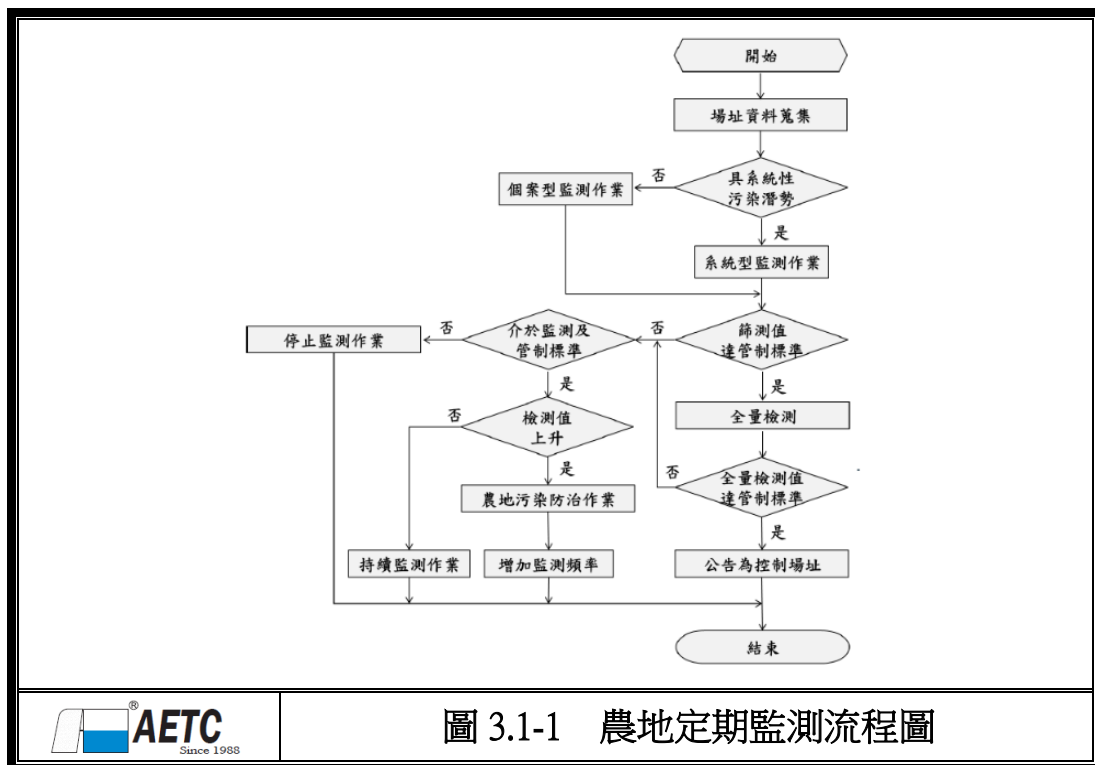 開始
場址資料蒐集
具系統性
污染潛勢
否
個案型監測作業
是
系統型監測作業
篩測值
達管制標準
否
介於監測及
管制標準
否
停止監測作業
是
是
全量檢測
檢測值
上升
否
是
全量檢測值
達管制標準
否
農地污染防治作業
是
持續監測作業
增加監測頻率
公告為控制場址
結束
®
AETC
Since 1988
圖 3.1-1 農地定期監測流程圖